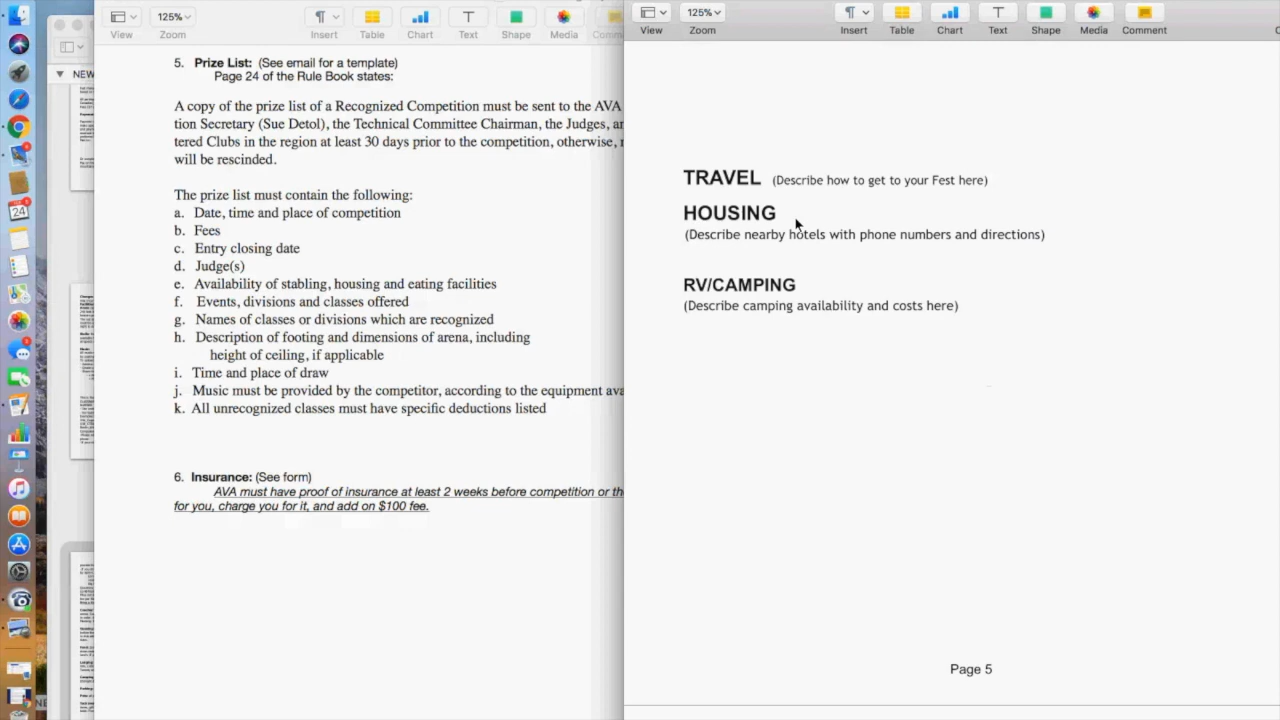 125%
View
Zoom
Insert
Table
Chart
Text
Shape
Media
NEW
5. Prize List: (See email for a template)
Page 24 of the Rule Book states:
A copy of the prize list of a Recognized Competition must be sent to the AVA
tion Secretary (Sue Detol), the Technical Committee Chairman, the Judges,
tered Clubs in the region at least 30 days prior to the competition, otherwise,
will be rescinded.
The prize list must contain the following:
a. Date, time and place of competition
b. Fees
c. Entry closing date
d. Judge(s)
e. Availability of stabling, housing and eating facilities
f. Events, divisions and classes offered
g. Names of classes or divisions which are recognized
h. Description of footing and dimensions of arena, including
height of ceiling, if applicable
i. Time and place of draw
j. Music must be provided by the competitor, according to the equipment
k. All unrecognized classes must have specific deductions listed
6. Insurance: (See form)
AVA must have proof of insurance at least 2 weeks before competition or
for you, charge you for it, and add on $100 fee.
125%
View
Zoom
Insert
Table
Chart
Text
Shape
Media
Comment
TRAVEL (Describe how to get to your Fest here)
HOUSING
(Describe nearby hotels with phone numbers and directions)
RV/CAMPING
(Describe camping availability and costs here)
Page 5
SEP
24